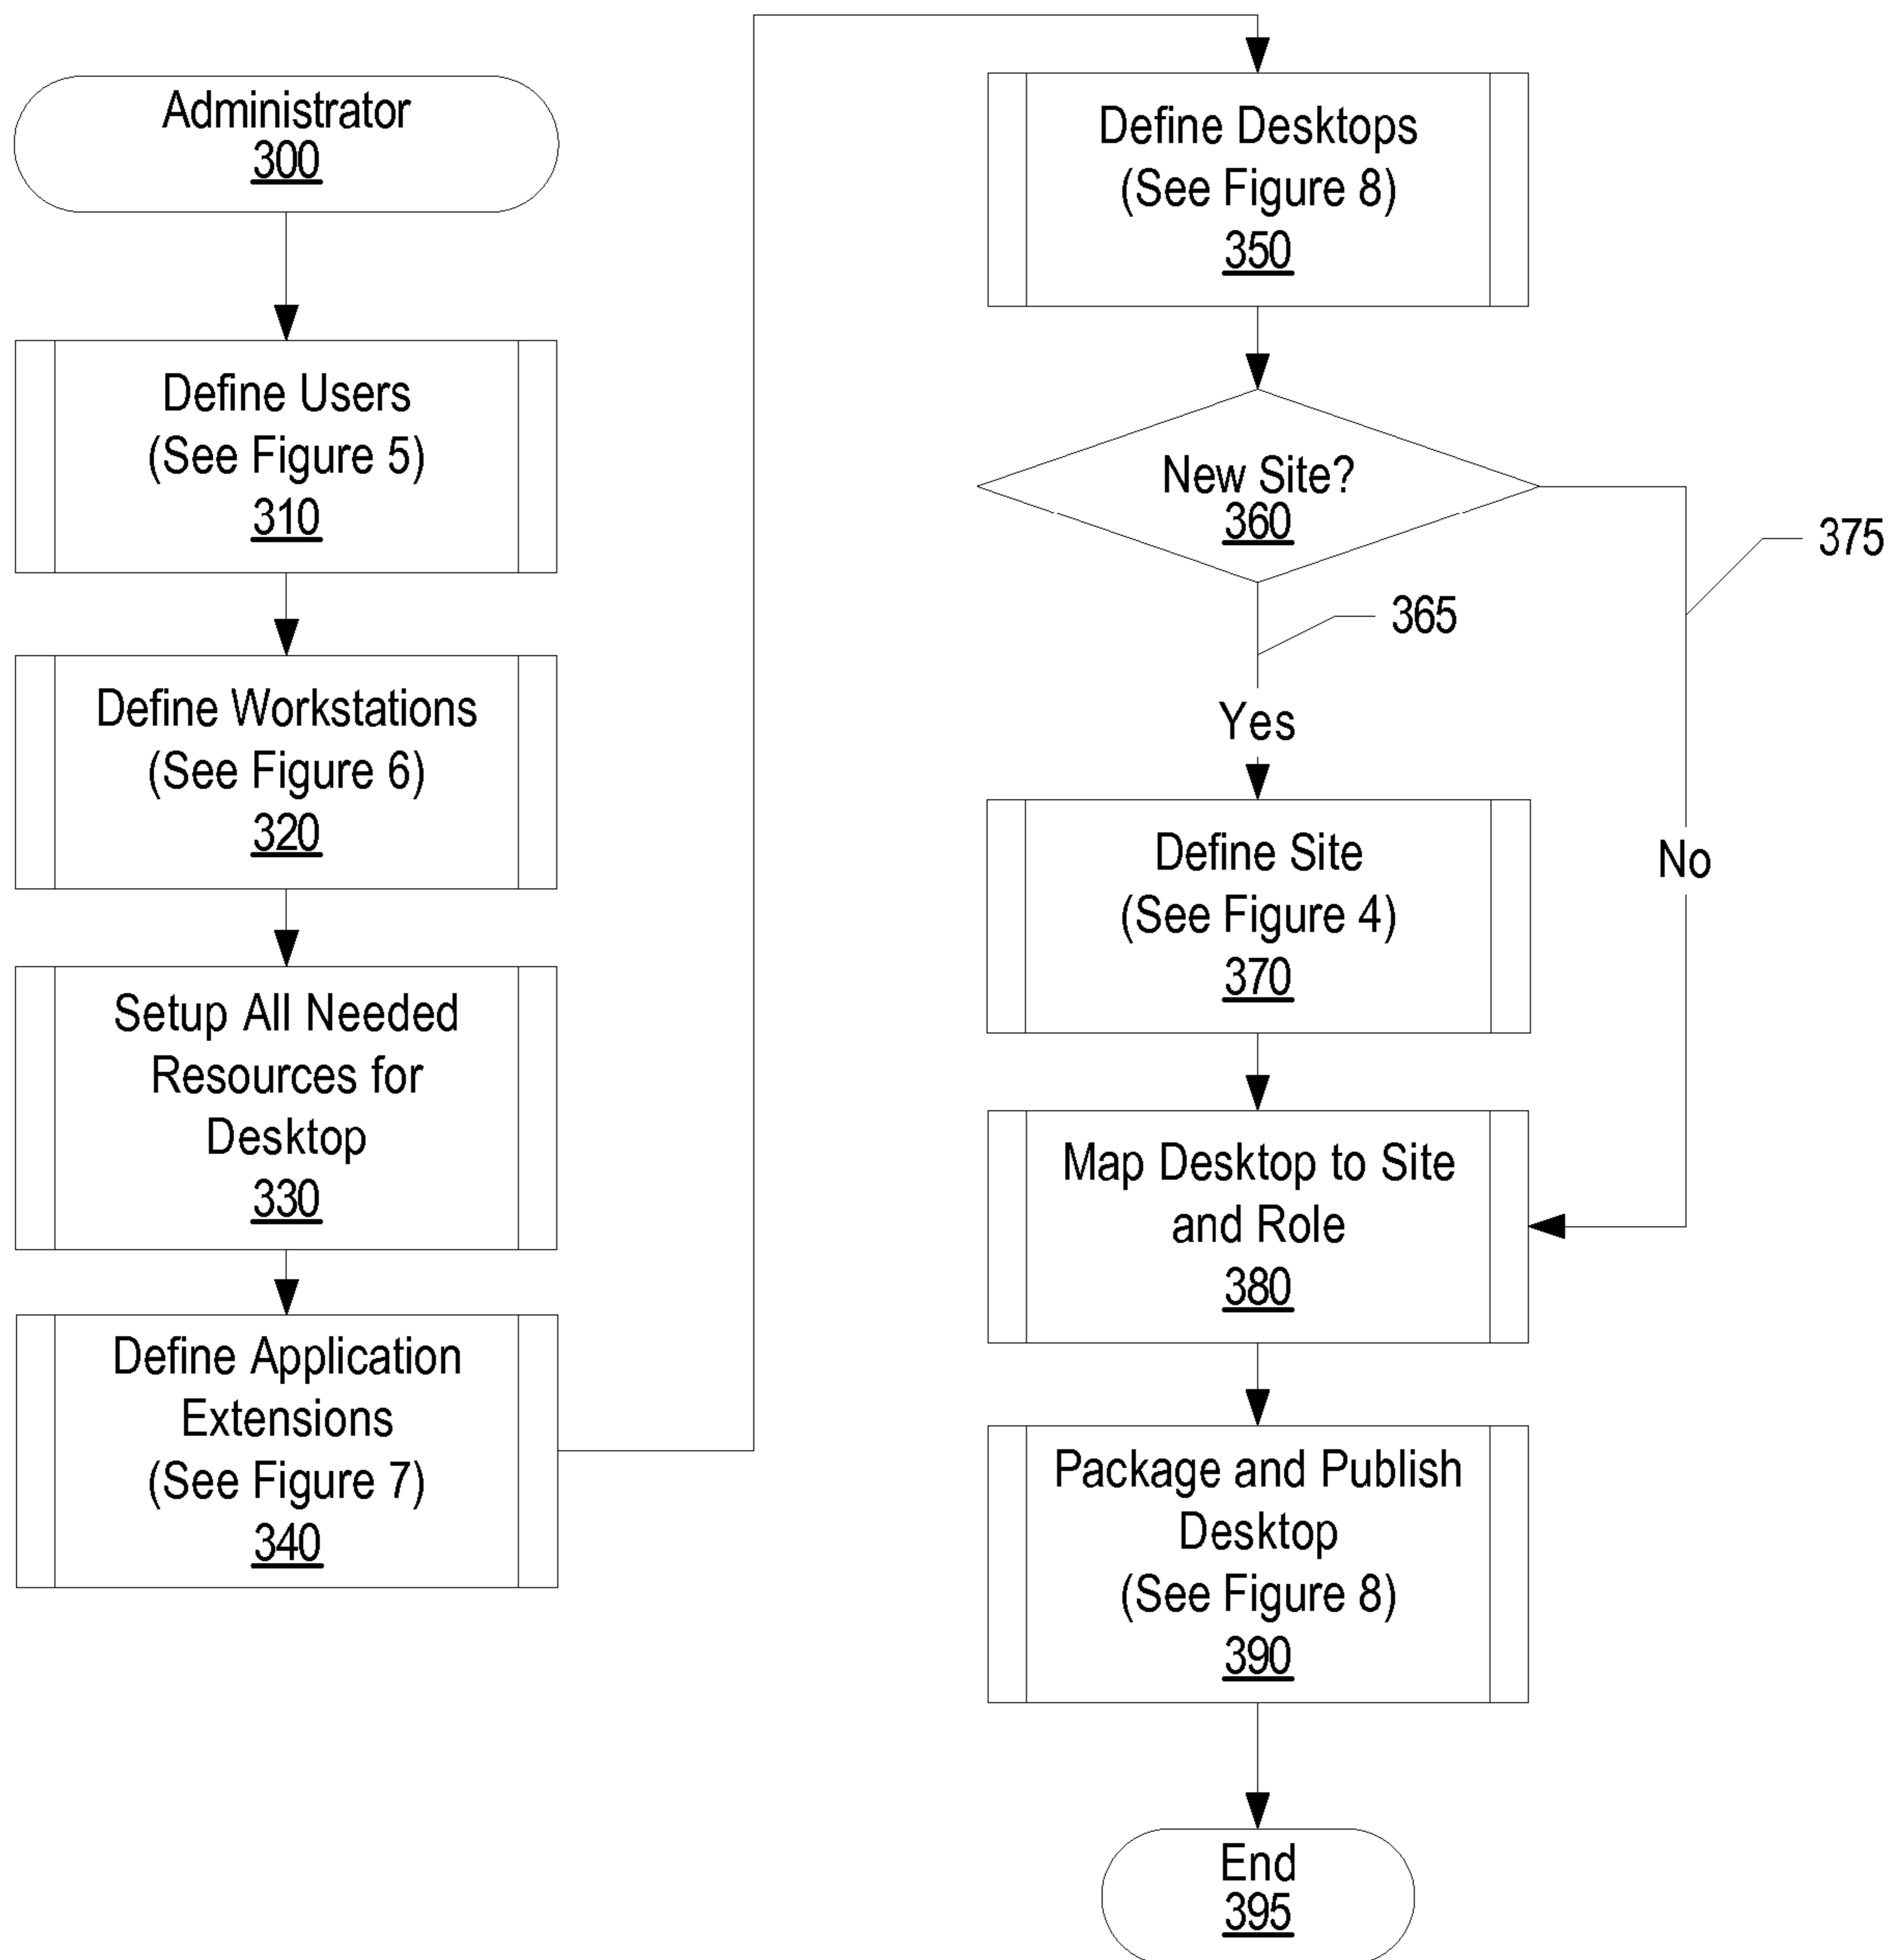 Administrator
300
Define Users
(See Figure 5)
310
Define Workstations
(See Figure 6)
320
Setup All Needed
Resources for
Desktop
330
Define Application
Extensions
(See Figure 7)
340
Define Desktops
(See Figure 8)
350
New Site?
360
375
365
Yes
No
Define Site
(See Figure 4)
370
Map Desktop to Site
and Role
380
Package and Publish
Desktop
(See Figure 8)
390
End
395